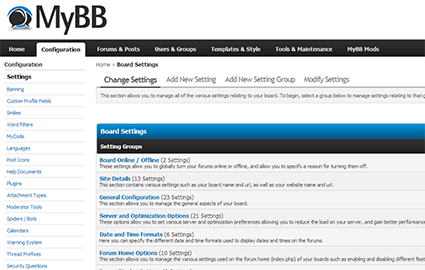 MyBB
Home Configuration Forums & Posts Users & Groups Templates & Style Tools & Maintenance MyBB Mods
Configuration
Settings
Banning
Custom Profile Fields
Smilies
Word Filters
MyCode
Languages
Post Icons
Help Documents
Plugins
Attachment Types
Moderator Tools
Spiders / Bots
Calendars
Warning System
Thread Prefixes
Security Questions
Home » Board Settings
Change Settings Add New Setting Add New Setting Group Modify Settings
This section allows you to manage all of the various settings relating to your board. To begin, select a group below to manage settings relating to that g
Board Settings
Setting Groups
Board Online / Offline (2 Settings)
These settings allow you to globally turn your forums online or offline, and allow you to specify a reason for turning them off.
Site Details (13 Settings)
This section contains various settings such as your board name and url, as well as your website name and url.
General Configuration (23 Settings)
This section allows you to manage the general aspects of your board.
Server and Optimization Options (21 Settings)
These options allow you to set various server and optimization preferences allowing you to reduce the load on your server, and gain better performance
Date and Time Formats (6 Settings)
Here you can specify the different date and time formats used to display dates and times on the forums.
Forum Home Options (10 Settings)
This section allows you to manage the various settings used on the forum home (index.php) of your boards such as enabling and disabling different feat